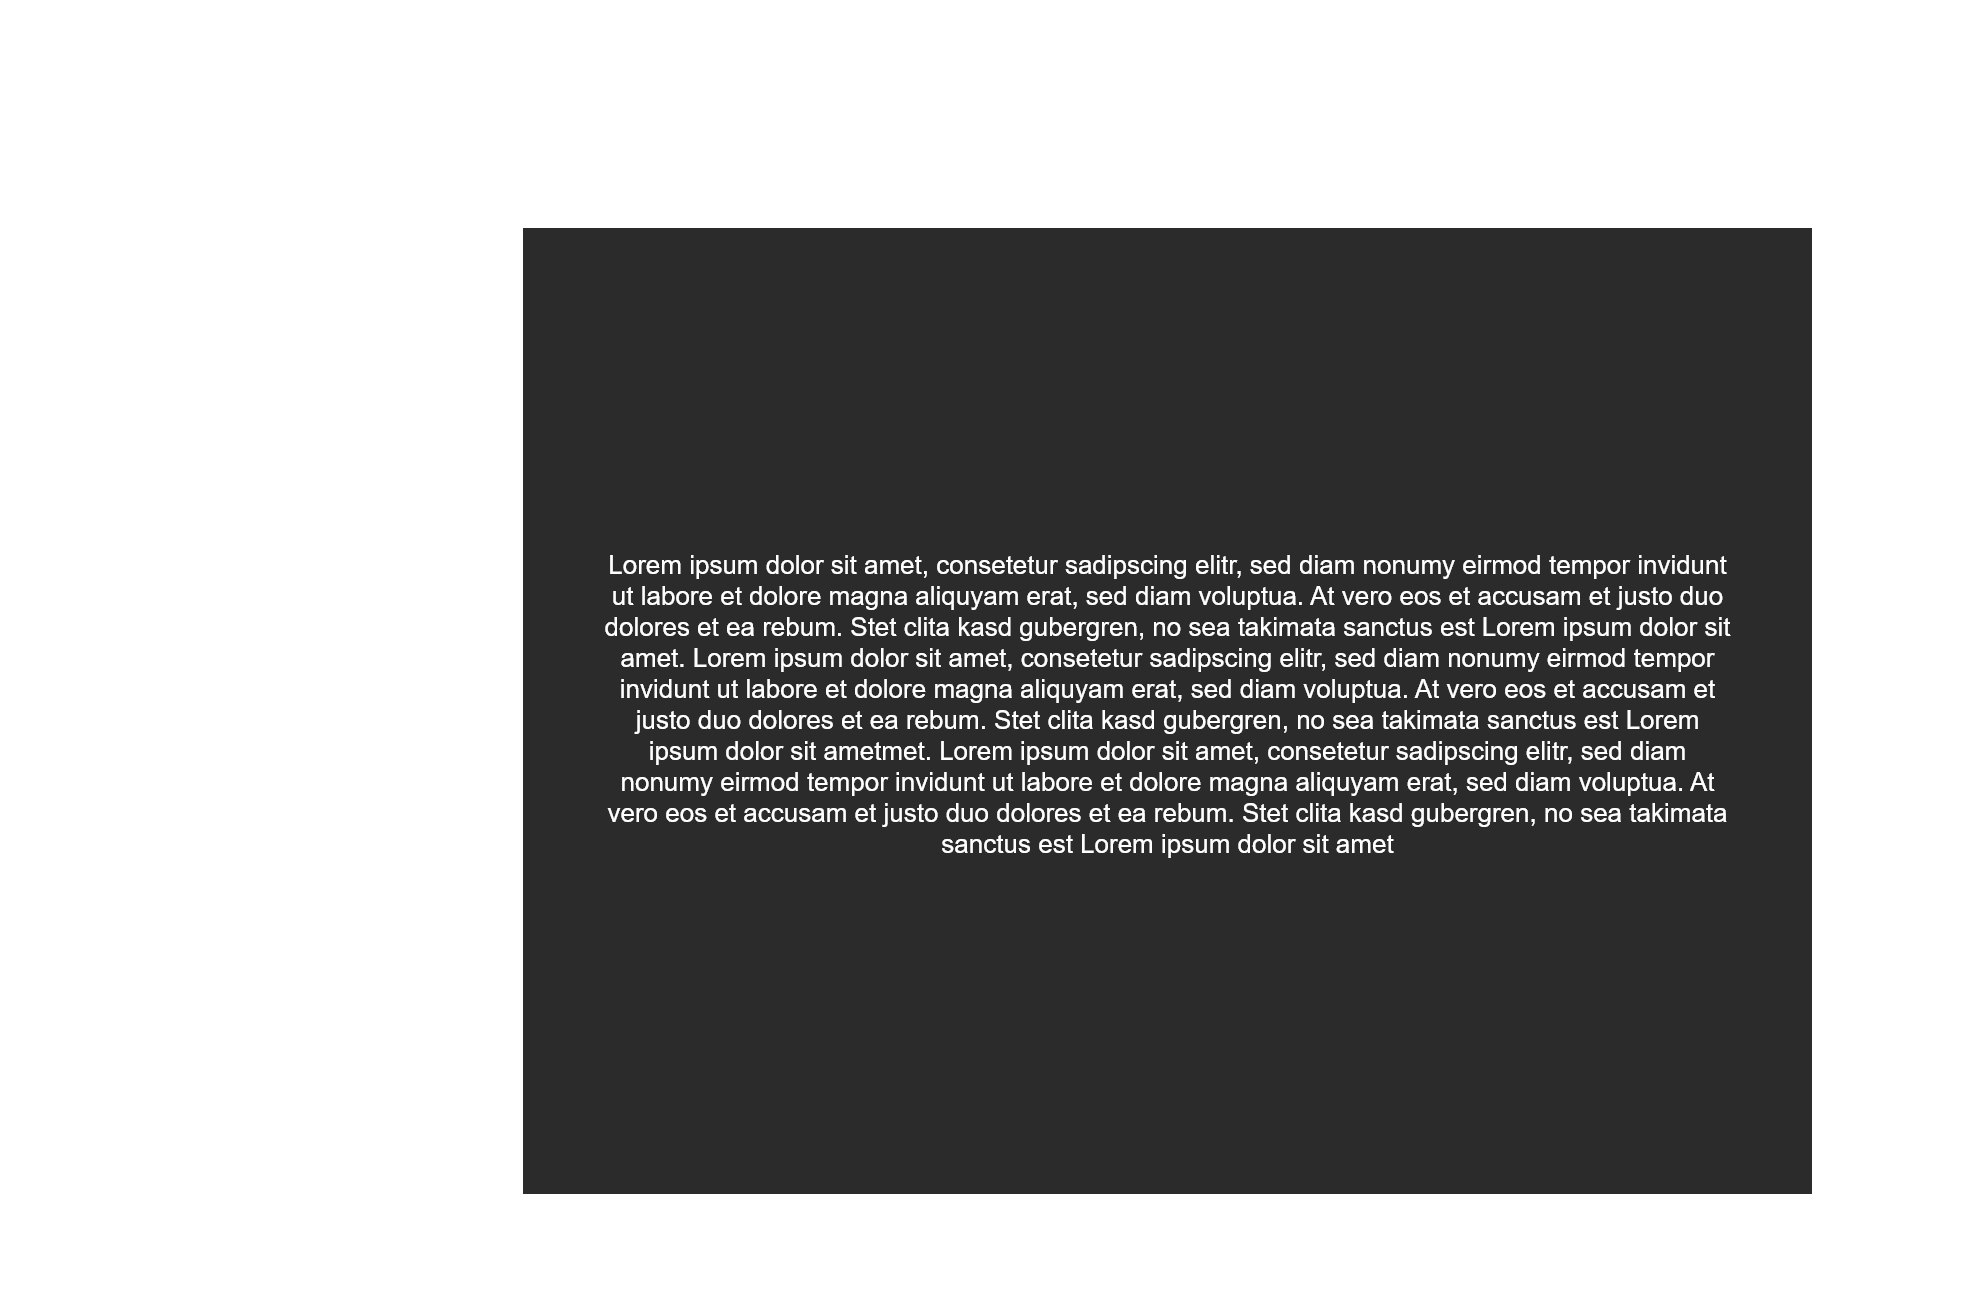 Lorem ipsum dolor sit amet, consetetur sadipscing elitr, sed diam nonumy eirmod tempor invidunt
ut labore et dolore magna aliquyam erat, sed diam voluptua. At vero eos et accusam et justo duo
dolores et ea rebum. Stet clita kasd gubergren, no sea takimata sanctus est Lorem ipsum dolor sit
amet. Lorem ipsum dolor sit amet, consetetur sadipscing elitr, sed diam nonumy eirmod tempor
invidunt ut labore et dolore magna aliquyam erat, sed diam voluptua. At vero eos et accusam et
justo duo dolores et ea rebum. Stet clita kasd gubergren, no sea takimata sanctus est Lorem
ipsum dolor sit ametmet. Lorem ipsum dolor sit amet, consetetur sadipscing elitr, sed diam
nonumy eirmod tempor invidunt ut labore et dolore magna aliquyam erat, sed diam voluptua. At
vero eos et accusam et justo duo dolores et ea rebum. Stet clita kasd gubergren, no sea takimata
sanctus est Lorem ipsum dolor sit amet